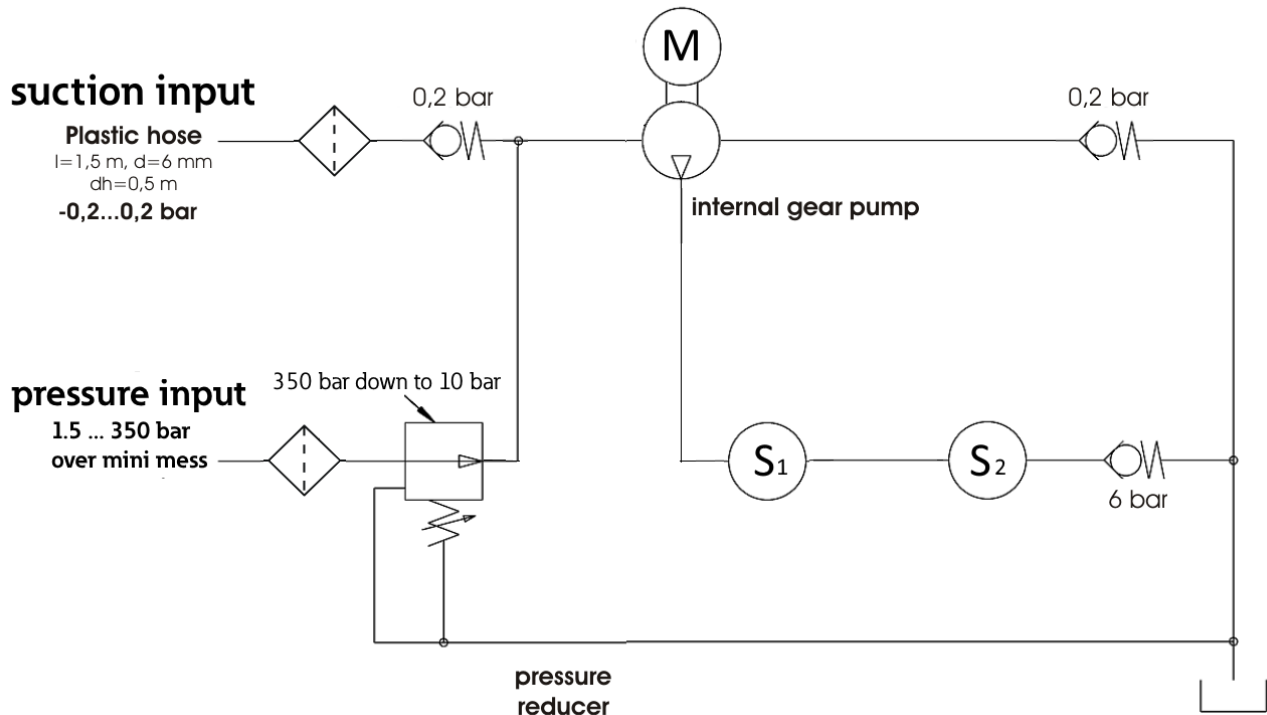 M
suction input
0,2 bar
0,2 bar
Plastic hose
l=1,5 m, d=6 mm
dh=0,5 m
-0,2...0,2 bar
internal gear pump
pressure input
350 bar down to 10 bar
1.5 ... 350 bar
over mini mess
S1
S2
6 bar
pressure
reducer